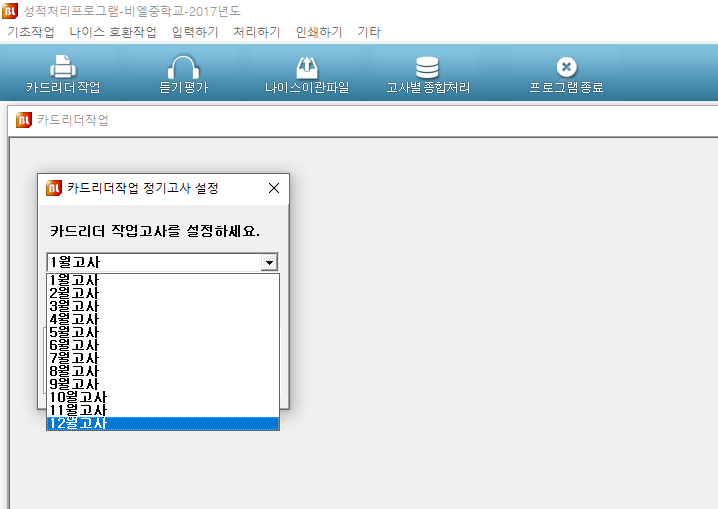 BL 성적처리프로그램-비엘중학교-2017년도
기초작업 나이스 호환작업 입력하기 처리하기 인쇄하기 기타
카드리더작업 듣기평가 나이스이관파일 고사별종합처리 프로그램종료
BL 카드리더작업
BL 카드리더작업 정기고사 설정
카드리더 작업고사를 설정하세요.
1월고사
1월고사
2월고사
3월고사
4월고사
5월고사
6월고사
7월고사
8월고사
9월고사
10월고사
11월고사
12월고사